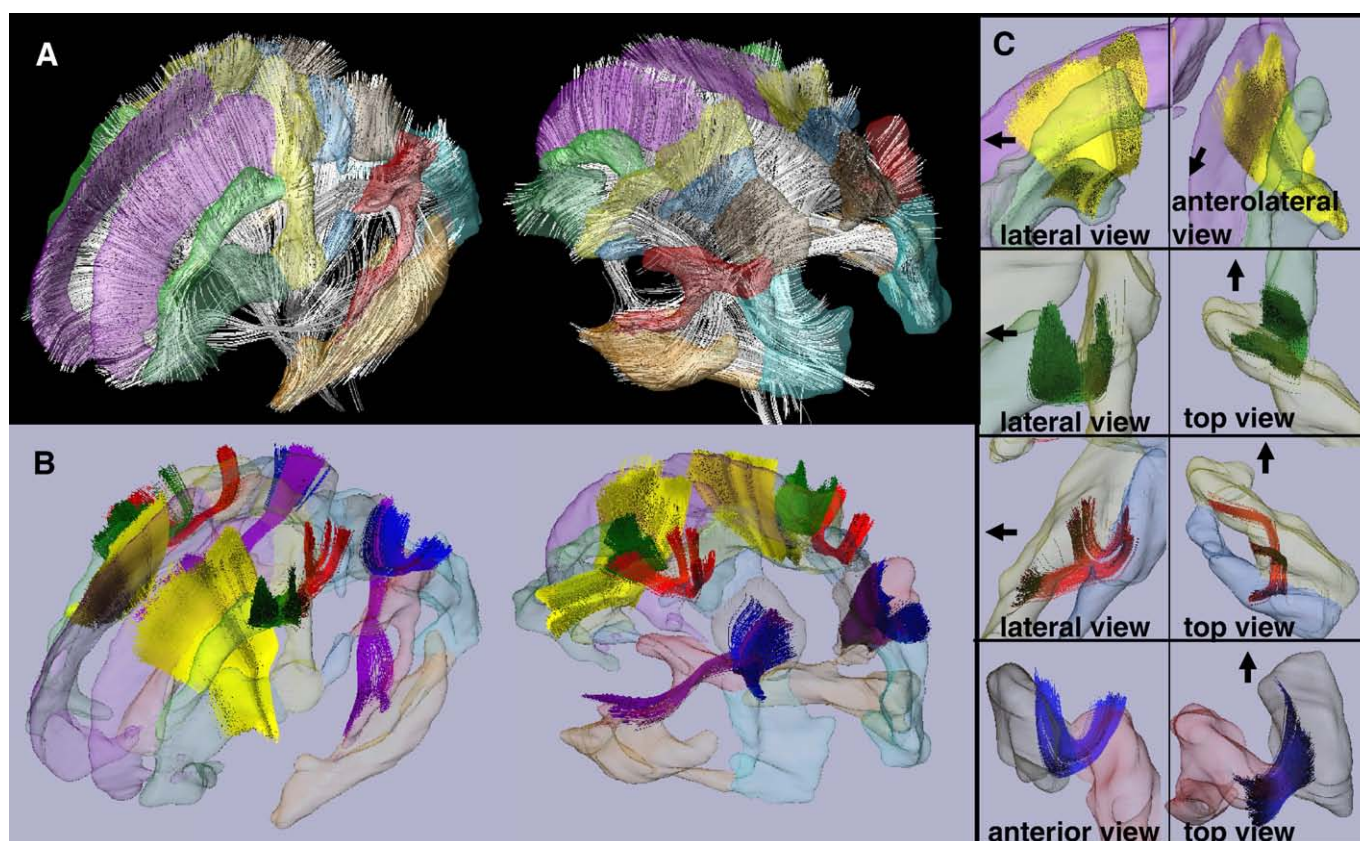 A
B
C
lateral view
anterolateral
view
lateral view
top view
lateral view
top view
anterior view
top view